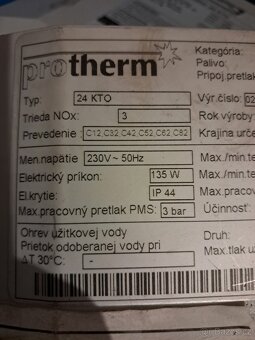 protherm
Kategória:
Palivo:
Prípoj.pretlak
Typ: 24 KTO
Výr.číslo: 02
Trieda NOx: 3
Rok výroby
Prevedenie : C12,C32,C42,C52,C62,C82
Krajina urče
Men.napätie 230V~ 50Hz
Max./min.te
Elektrický príkon: 135 W
Max./min.te
El.krytie: IP 44
Max.praco
Max.pracovný pretlak PMS: 3 bar
Účinnosť:
Ohrev úžitkovej vody
Druh:
Prietok odoberanej vody pri
Max.tlak u
ΔT 30°C: -